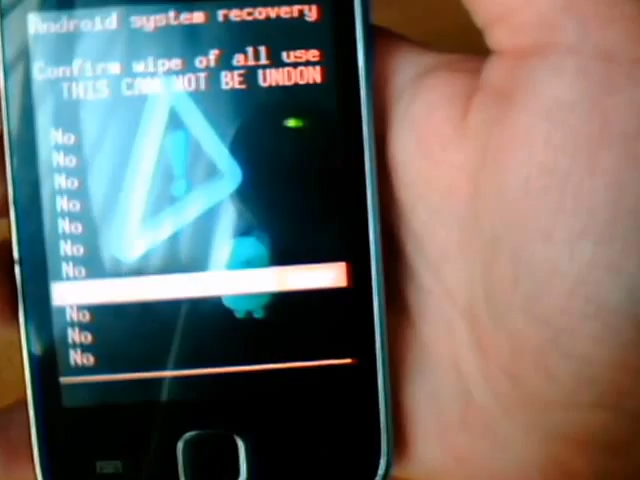 Android system recovery
Confirm wipe of all use
THIS CAN NOT BE UNDON
No
No
No
No
No
No
No
No
No
No